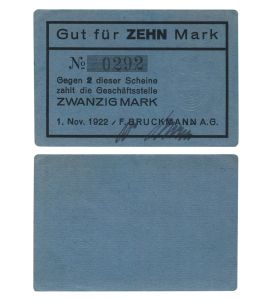 Gut für ZEHN Mark
№ 0292
Gegen 2 dieser Scheine
zahlt die Geschäftsstelle
ZWANZIG MARK
1. Nov. 1922 / F. BRUCKMANN A.G.